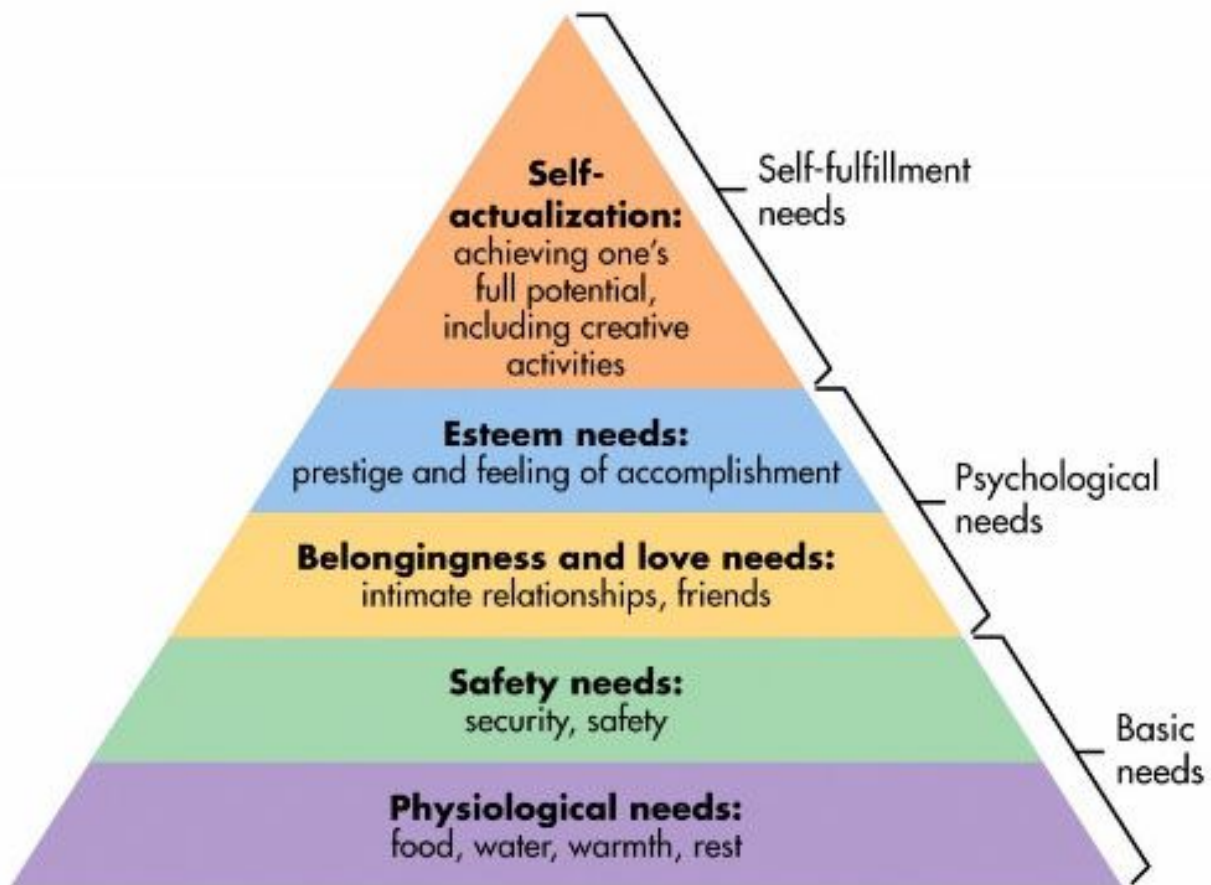 Self-
actualization:
achieving one's
full potential,
including creative
activities
Self-fulfillment
needs
Esteem needs:
prestige and feeling of accomplishment
Psychological
needs
Belongingness and love needs:
intimate relationships, friends
Safety needs:
security, safety
Basic
needs
Physiological needs:
food, water, warmth, rest